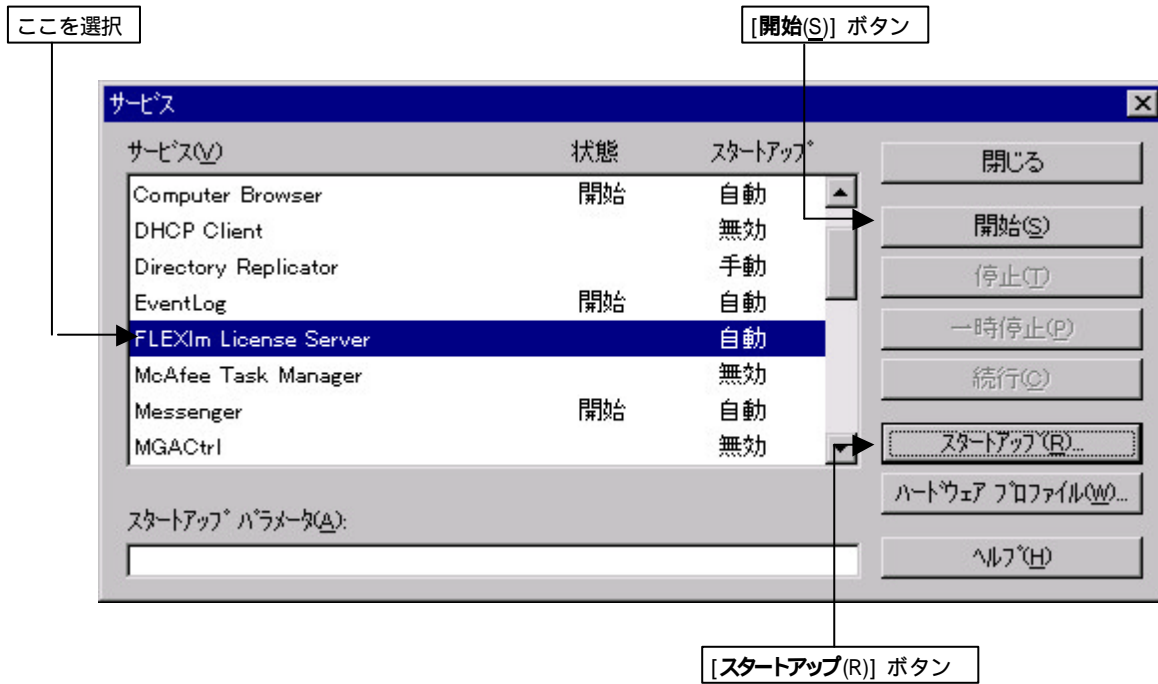 ここを選択
[開始(S)] ボタン
サービス
サービス(V) 状態 スタートアップ
Computer Browser 開始 自動
DHCP Client 無効
Directory Replicator 手動
EventLog 開始 自動
FLEXlm License Server 自動
McAfee Task Manager 無効
Messenger 開始 自動
MGACtrl 無効
スタートアップ パラメータ(A):
閉じる
開始(S)
停止(T)
一時停止(P)
続行(C)
スタートアップ(R)...
ハードウェア プロファイル(W)...
ヘルプ(H)
[スタートアップ(R)] ボタン